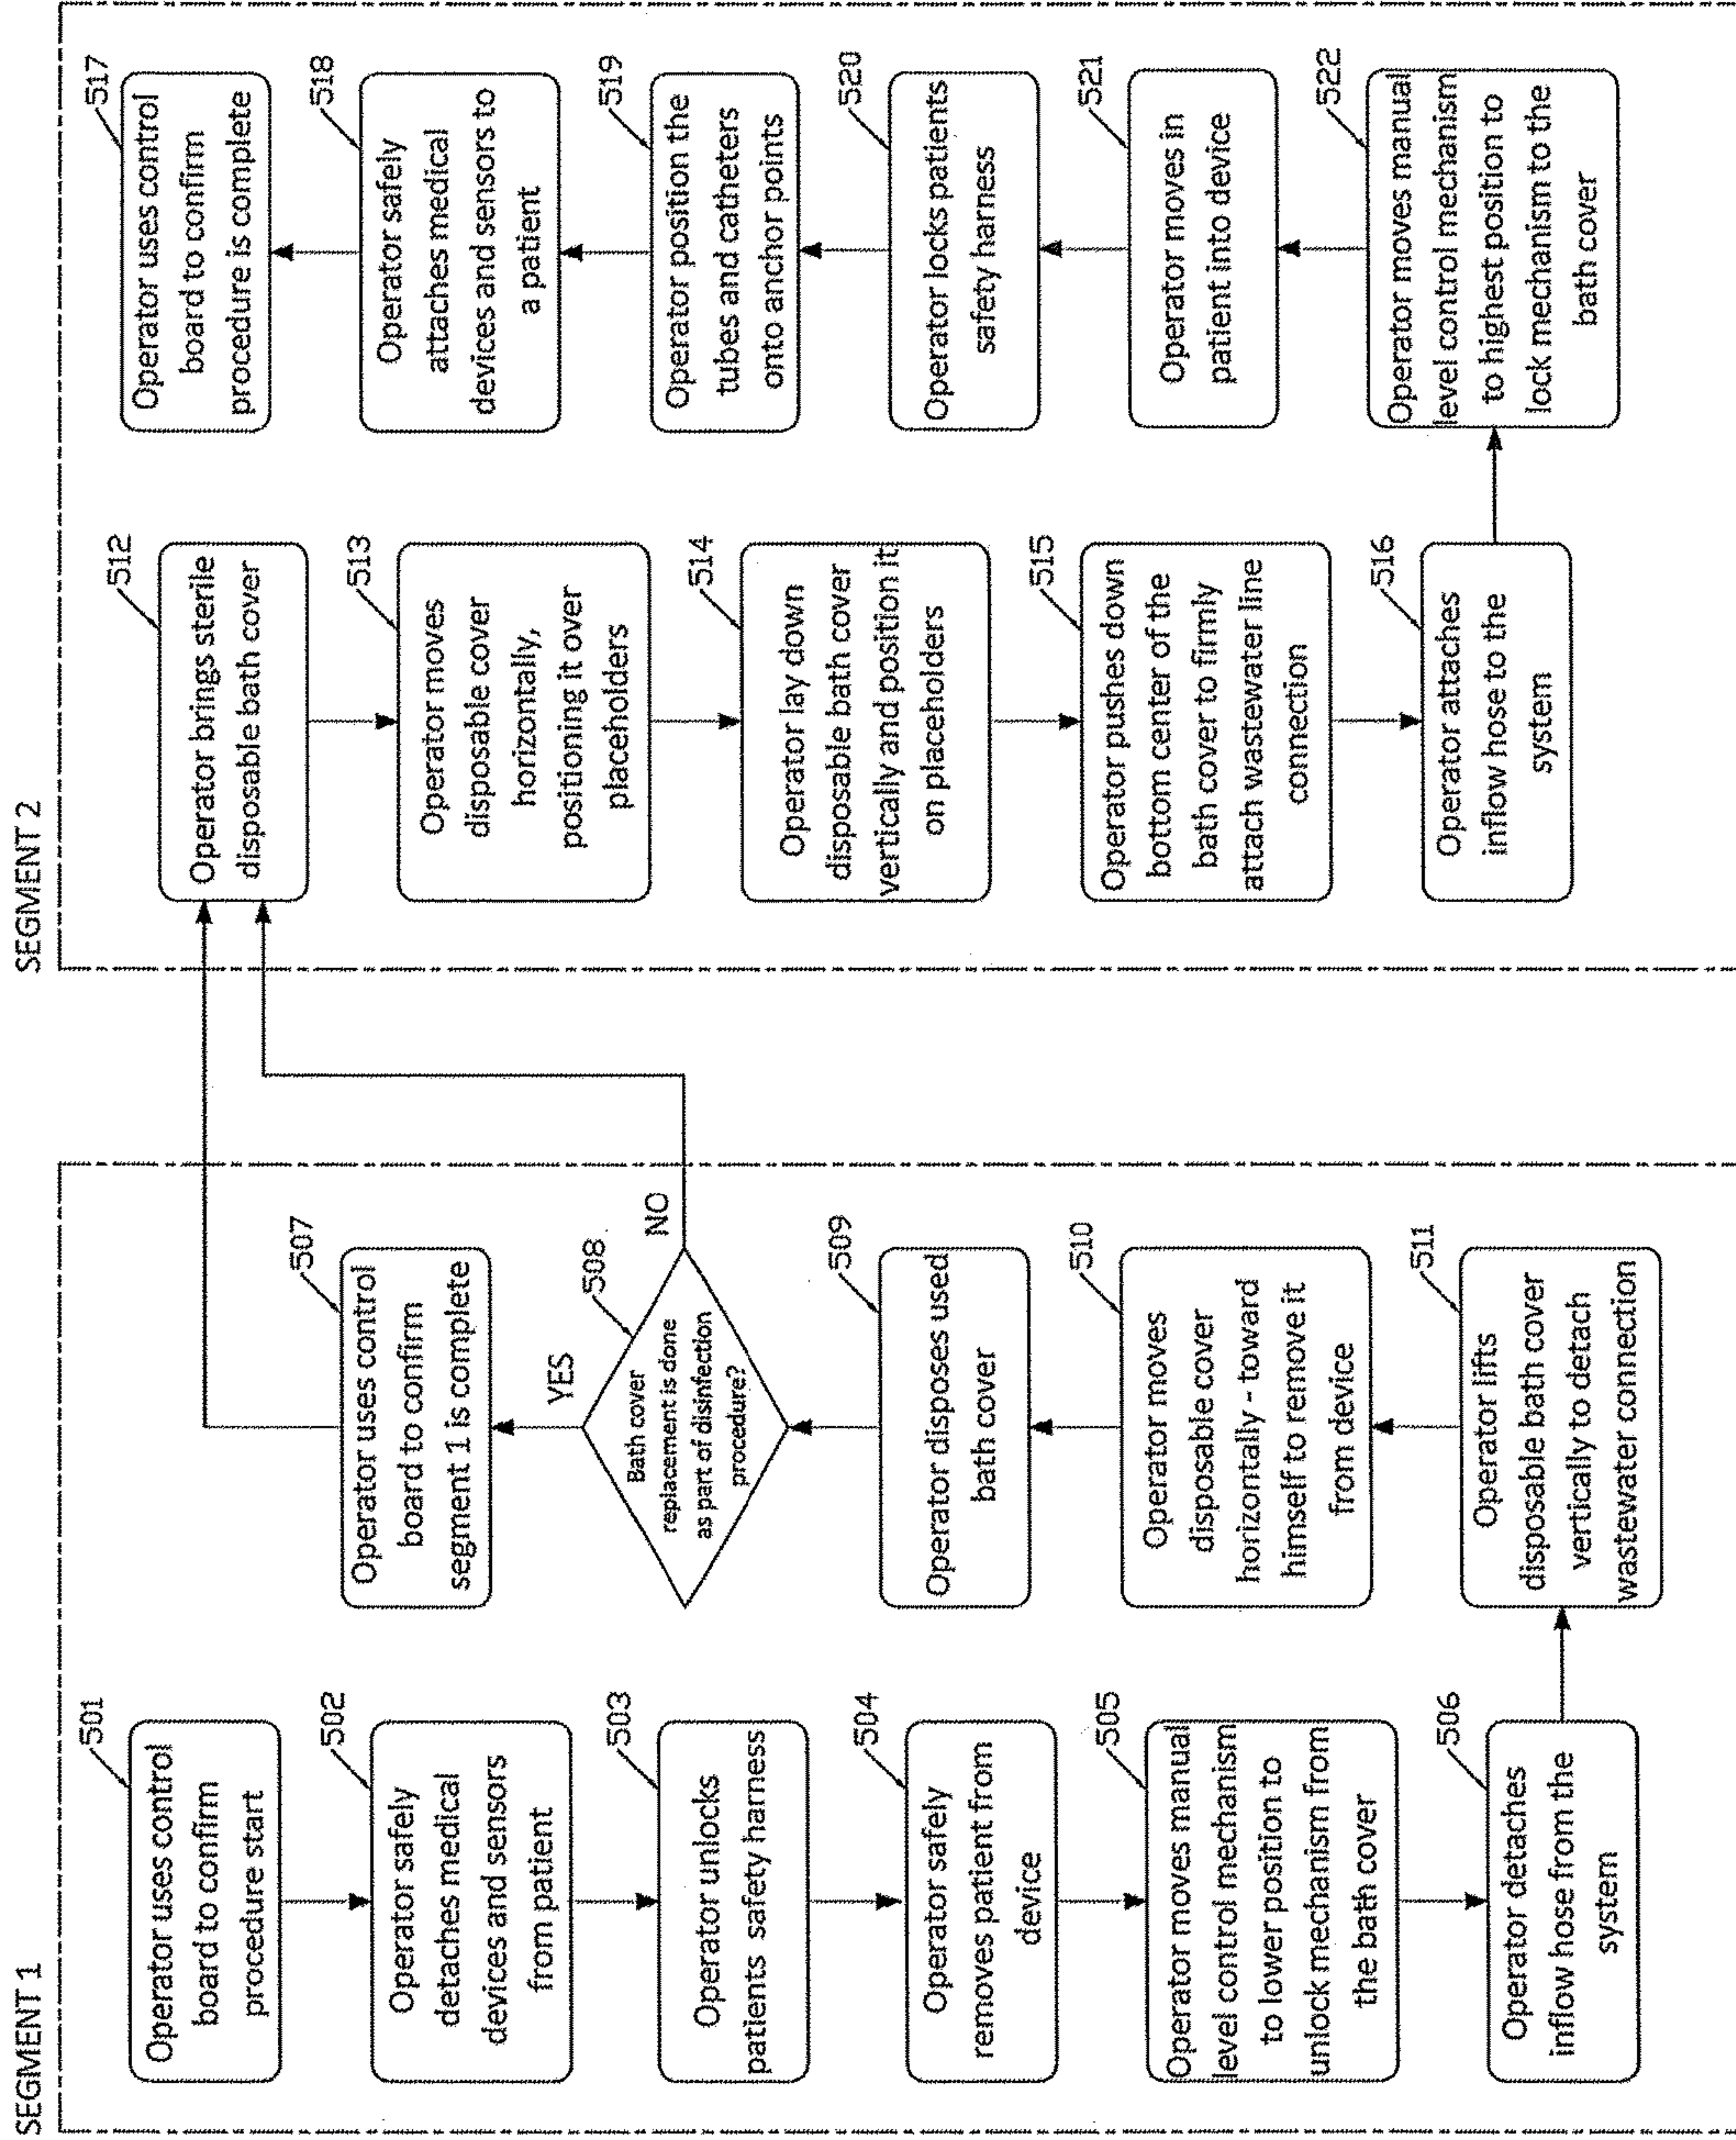 SEGMENT 1
501
Operator uses control
board to confirm
procedure start
502
Operator safely
detaches medical
devices and sensors
from patient
503
Operator unlocks
patients safety harness
504
Operator safely
removes patient from
device
505
Operator moves manual
level control mechanism
to lower position to
unlock mechanism from
the bath cover
506
Operator detaches
inflow hose from the
system
507
Operator uses control
board to confirm
segment 1 is complete
YES
508
NO
Bath cover
replacement is done
as part of disinfection
procedure?
509
Operator disposes used
bath cover
510
Operator moves
disposable cover
horizontally - toward
himself to remove it
from device
511
Operator lifts
disposable bath cover
vertically to detach
wastewater connection
SEGMENT 2
512
Operator brings sterile
disposable bath cover
513
Operator moves
disposable cover
horizontally,
positioning it over
placeholders
514
Operator lay down
disposable bath cover
vertically and position it
on placeholders
515
Operator pushes down
bottom center of the
bath cover to firmly
attach wastewater line
connection
516
Operator attaches
inflow hose to the
system
517
Operator uses control
board to confirm
procedure is complete
518
Operator safely
attaches medical
devices and sensors to
a patient
519
Operator position the
tubes and catheters
onto anchor points
520
Operator locks patients
safety harness
521
Operator moves in
patient into device
522
Operator moves manual
level control mechanism
to highest position to
lock mechanism to the
bath cover